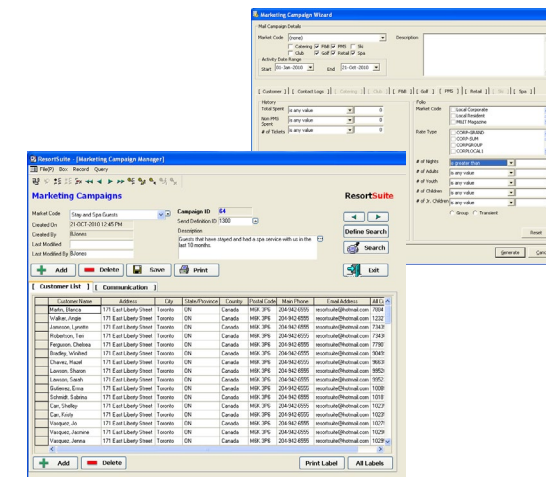 Marketing Campaign Wizard
Mail Campaign Details
Market Code (none) Description
Catering F&B PMS Ski
Club Golf Retail Spa
Activity Date Range
Start 01-Jan-2010 End 21-Oct-2010
[ Customer ] [ Contact Logs ] [ Catering ] [ Club ] [ F&B ] [ Golf ] [ PMS ] [ Retail ] [ Ski ] [ Spa ]
History
Total Spent is any value 0
Non PMS Spent is any value 0
# of Tickets is any value 0
Folio
Market Code Local Corporate
Local Resident
Rate Type CORP-GRAND
CORP-SUM
CORPGROUP
CORPLOCAL1
# of Nights is greater than
# of Adults is any value
# of Youth is any value
# of Children is any value
# of Jr. Children is any value
Group Transient
Reset
Generate
ResortSuite - [Marketing Campaign Manager]
File(P) Box Record Query
Marketing Campaigns
ResortSuite
Market Code Stay and Spa Guests
Created On 21-OCT-2010 12:45 PM
Created By BJones
Last Modified
Last Modified By BJones
Campaign ID 64
Send Definition ID 1300
Description
Guests that have stayed and had a spa service with us in the last 10 months
Define Search
Search
Add Delete Save Print Exit
[ Customer List ] [ Communication ]
Customer Name Address City State/Province Country Postal Code Main Phone Email Address
Martin, Blanca 171 East Liberty Street Toronto ON Canada M6K 3P6 204-942-6555 resortsuite@hotmail.com
Walker, Angie 171 East Liberty Street Toronto ON Canada M6K 3P6 204-942-6555 resortsuite@hotmail.com
Jameson, Lynette 171 East Liberty Street Toronto ON Canada M6K 3P6 204-942-6555 resortsuite@hotmail.com
Robertson, Teri 171 East Liberty Street Toronto ON Canada M6K 3P6 204-942-6555 resortsuite@hotmail.com
Ferguson, Chelsea 171 East Liberty Street Toronto ON Canada M6K 3P6 204-942-6555 resortsuite@hotmail.com
Bradley, Winifred 171 East Liberty Street Toronto ON Canada M6K 3P6 204-942-6555 resortsuite@hotmail.com
Chavez, Hazel 171 East Liberty Street Toronto ON Canada M6K 3P6 204-942-6555 resortsuite@hotmail.com
Lawson, Sharon 171 East Liberty Street Toronto ON Canada M6K 3P6 204-942-6555 resortsuite@hotmail.com
Lawson, Sarah 171 East Liberty Street Toronto ON Canada M6K 3P6 204-942-6555 resortsuite@hotmail.com
Gutierrez, Erma 171 East Liberty Street Toronto ON Canada M6K 3P6 204-942-6555 resortsuite@hotmail.com
Schmidt, Sabrina 171 East Liberty Street Toronto ON Canada M6K 3P6 204-942-6555 resortsuite@hotmail.com
Carr, Shelley 171 East Liberty Street Toronto ON Canada M6K 3P6 204-942-6555 resortsuite@hotmail.com
Carr, 171 East Liberty Street Toronto ON Canada M6K 3P6 204-942-6555 resortsuite@hotmail.com
Vasquez, Jo 171 East Liberty Street Toronto ON Canada M6K 3P6 204-942-6555 resortsuite@hotmail.com
Vasquez, Jasmine 171 East Liberty Street Toronto ON Canada M6K 3P6 204-942-6555 resortsuite@hotmail.com
Vasquez, Jenna 171 East Liberty Street Toronto ON Canada M6K 3P6 204-942-6555 resortsuite@hotmail.com
Add Delete Print Label All Labels